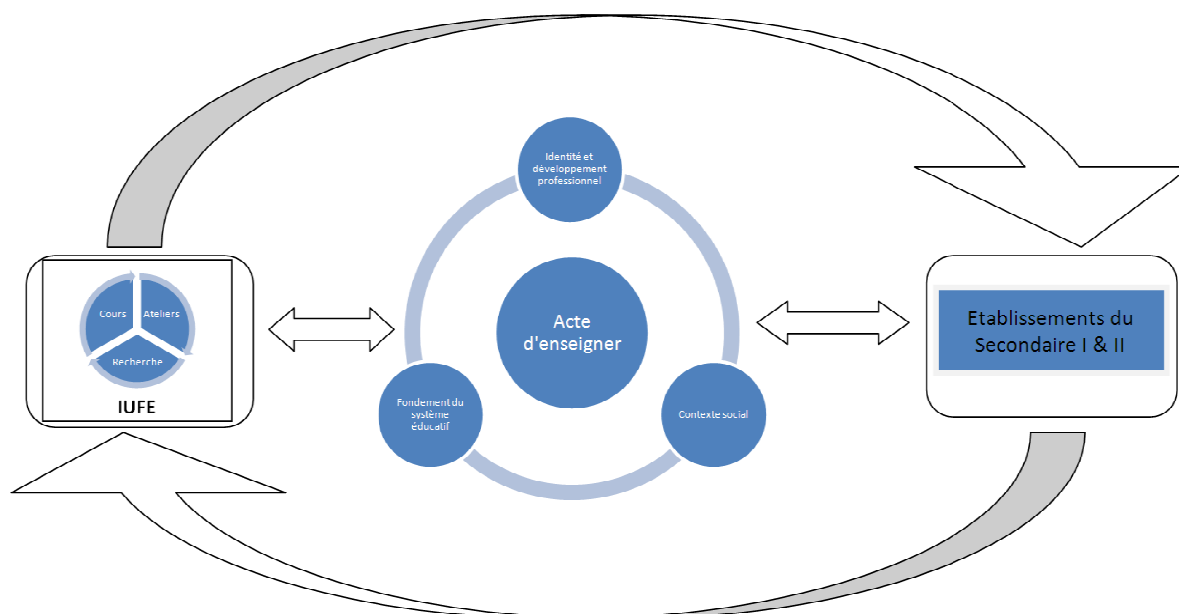 Identité et
développement
professionnel
Cours
Ateliers
Recherche
IUFE
Acte
d'enseigner
Etablissements du
Secondaire I & II
Fondement du
système
éducatif
Contexte social